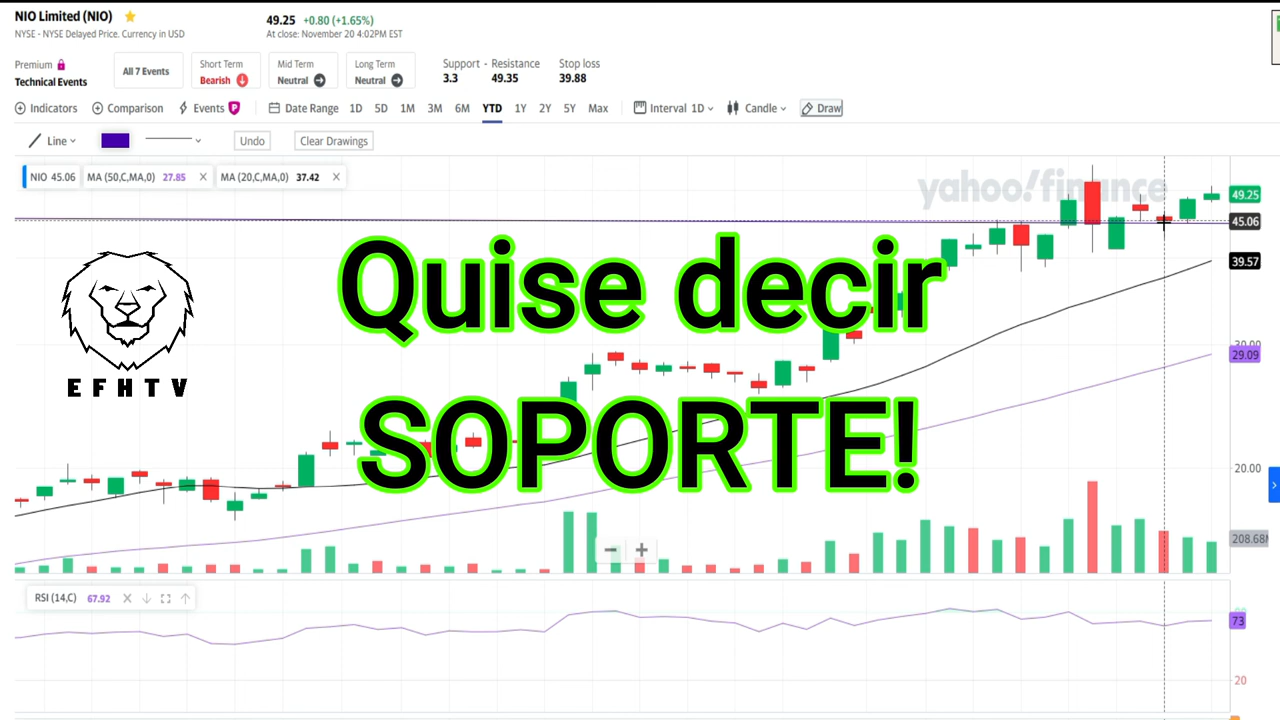 NIO Limited (NIO)
NYSE - NYSE Delayed Price. Currency in USD
49.25 +0.80 (+1.65%)
At close: November 20 4:02PM EST
Premium
Technical Events
All 7 Events
Short Term
Bearish
Mid Term
Neutral
Long Term
Neutral
Support - Resistance
3.3 49.35
Stop loss
39.88
Indicators Comparison Events P Date Range 1D 5D 1M 3M 6M YTD 1Y 2Y 5Y Max Interval 1D Candle Draw
Line Undo Clear Drawings
NIO 45.06 MA (50,C,MA,0) 27.85 X MA (20,C,MA,0) 37.42 X
yahoo!finance
49.25
45.06
39.57
Quise decir
SOPORTE!
EFHTV
30.00
29.09
20.00
208.68M
RSI (14,C) 67.92 X
80
73
20